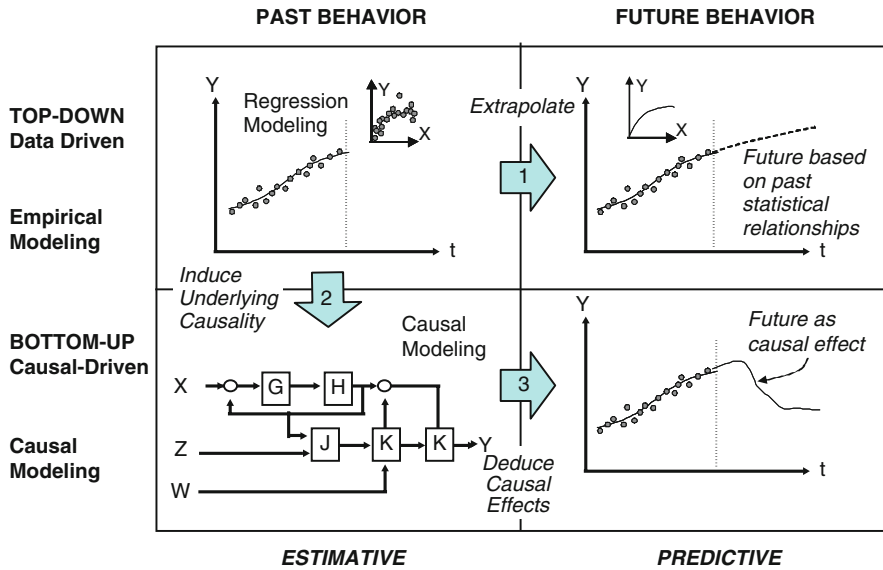 PAST BEHAVIOR
FUTURE BEHAVIOR
TOP-DOWN
Data Driven
Empirical
Modeling
Y
Regression
Modeling
Y
X
t
Extrapolate
1
Y
Y
X
Future based
on past
statistical
relationships
t
Induce
Underlying
Causality
2
BOTTOM-UP
Causal-Driven
Causal
Modeling
Causal
Modeling
X
G
H
Z
J
K
K
Y
W
3
Deduce
Causal
Effects
Y
Future as
causal effect
t
ESTIMATIVE
PREDICTIVE